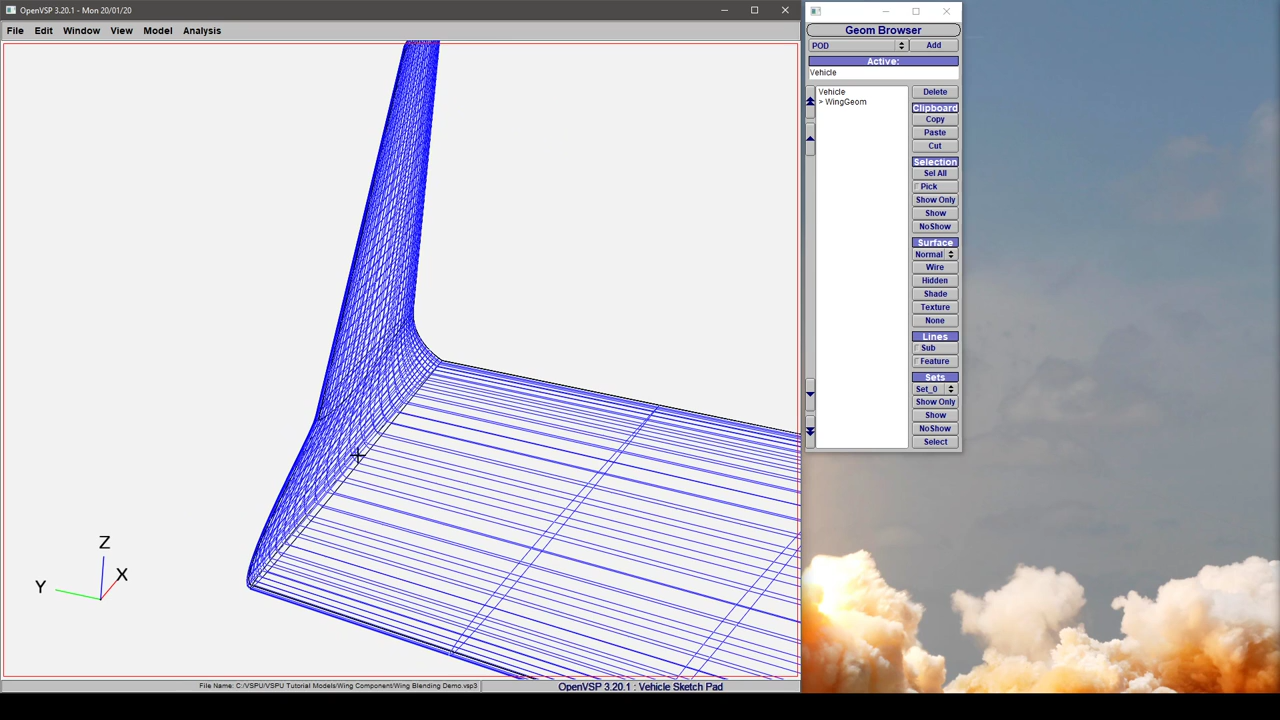 OpenVSP 3.20.1 - Mon 20/01/20
File Edit Window View Model Analysis
Z
X
Y
File Name: C:/VSPU/VSPU Tutorial Models/Wing Component/Wing Blending Demo.vsp3
OpenVSP 3.20.1 : Vehicle Sketch Pad
Geom Browser
POD Add
Active:
Vehicle
Vehicle
> WingGeom
Delete
Clipboard
Copy
Paste
Cut
Selection
Sel All
Pick
Show Only
Show
NoShow
Surface
Normal
Wire
Hidden
Shade
Texture
None
Lines
Sub
Feature
Sets
Set_0
Show Only
Show
NoShow
Select